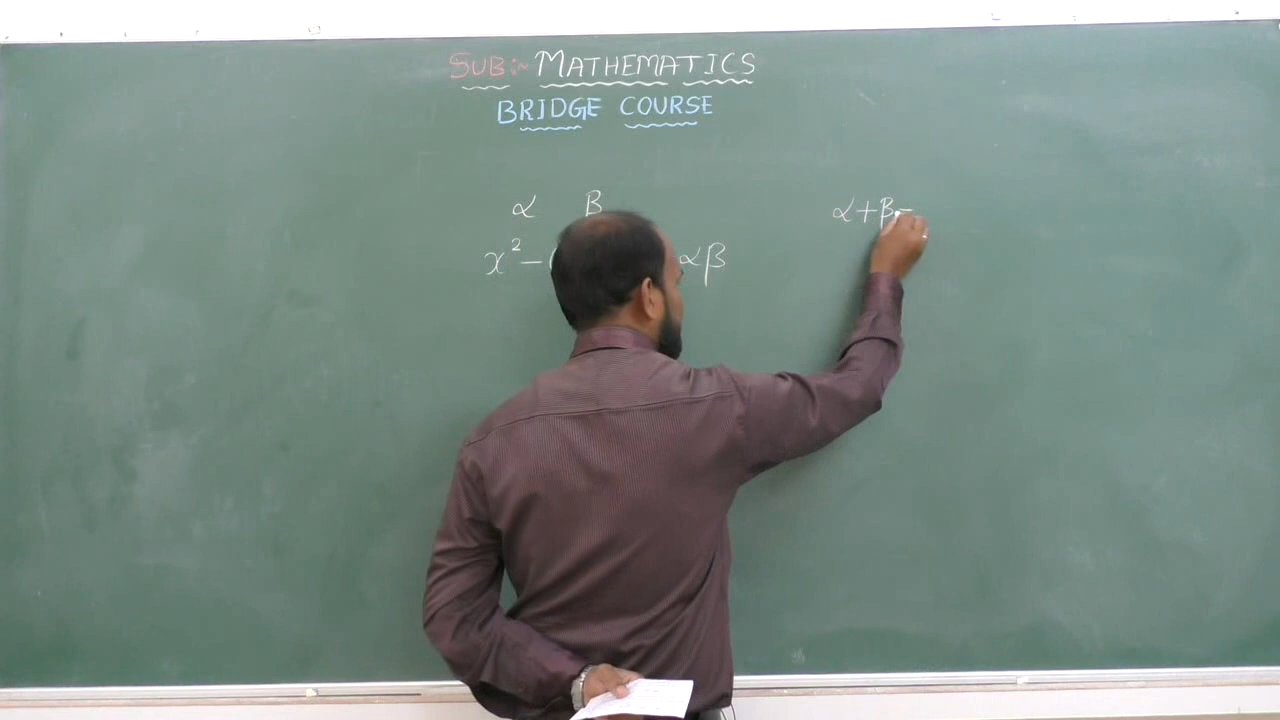 SUB:- MATHEMATICS
BRIDGE COURSE
α β
x² – ( αβ
α+β=